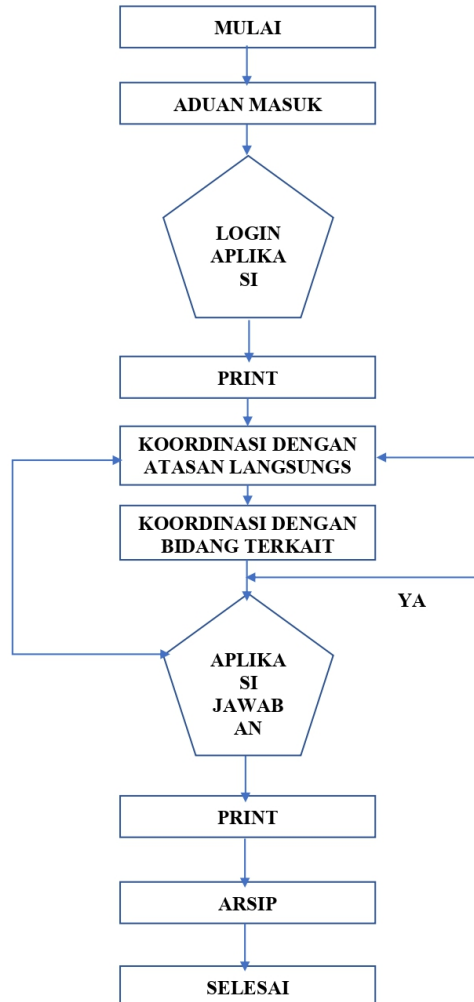 MULAI
ADUAN MASUK
LOGIN
APLIKA
SI
PRINT
KOORDINASI DENGAN
ATASAN LANGSUNGS
KOORDINASI DENGAN
BIDANG TERKAIT
YA
APLIKA
SI
JAWAB
AN
PRINT
ARSIP
SELESAI